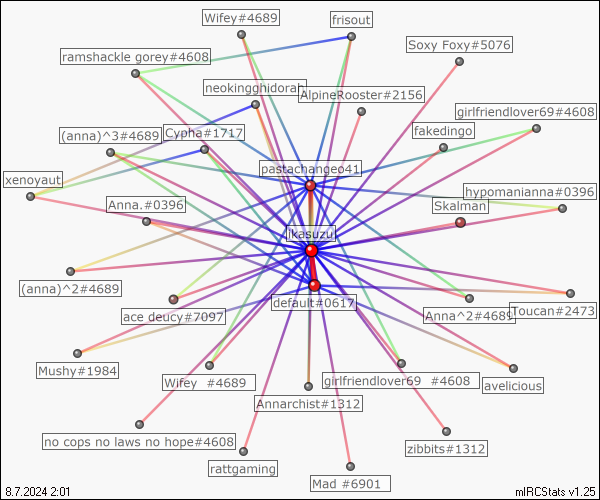 Wifey#4689
frisout
Soxy Foxy#5076
ramshackle gorey#4608
neokingghidorah
AlpineRooster#2156
girlfriendlover69#4608
(anna)^3#4689
Cypha#1717
fakedingo
pastachangeo41
xenoyaut
hypomanianna#0396
Anna.#0396
Skalman
jkasuzu
(anna)^2#4689
default#0617
ace deucy#7097
Anna^2#4689
Toucan#2473
Mushy#1984
Wifey #4689
girlfriendlover69 #4608
avelicious
Annarchist#1312
no cops no laws no hope#4608
zibbits#1312
rattgaming
Mad #6901
8.7.2024 2:01
mIRCStats v1.25